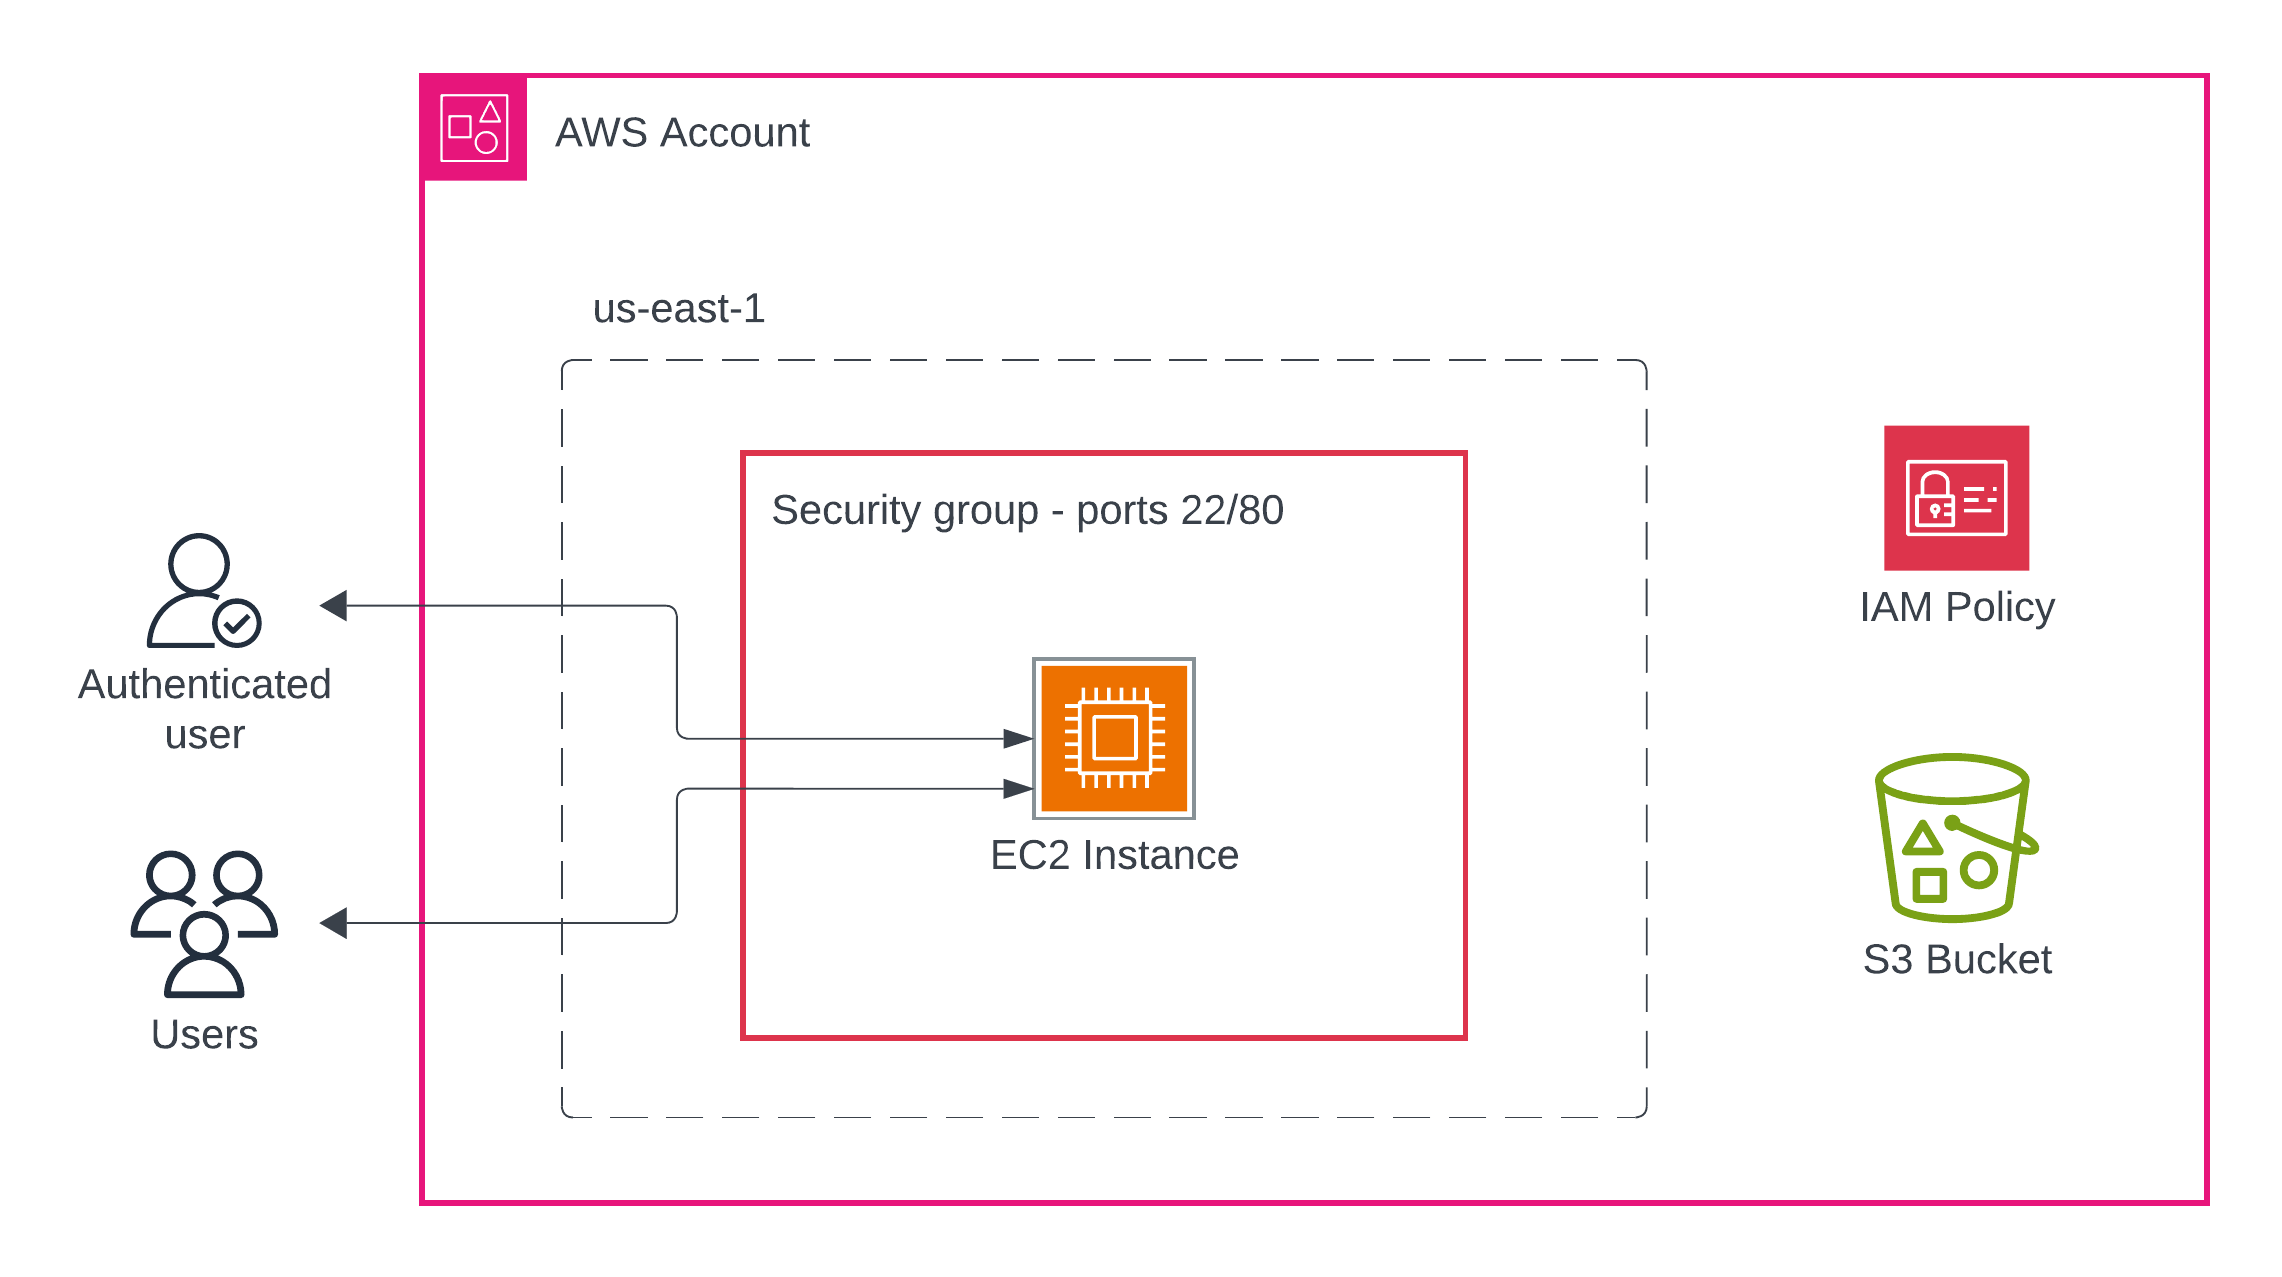 AWS Account
us-east-1
Security group - ports 22/80
IAM Policy
Authenticated
user
EC2 Instance
S3 Bucket
Users